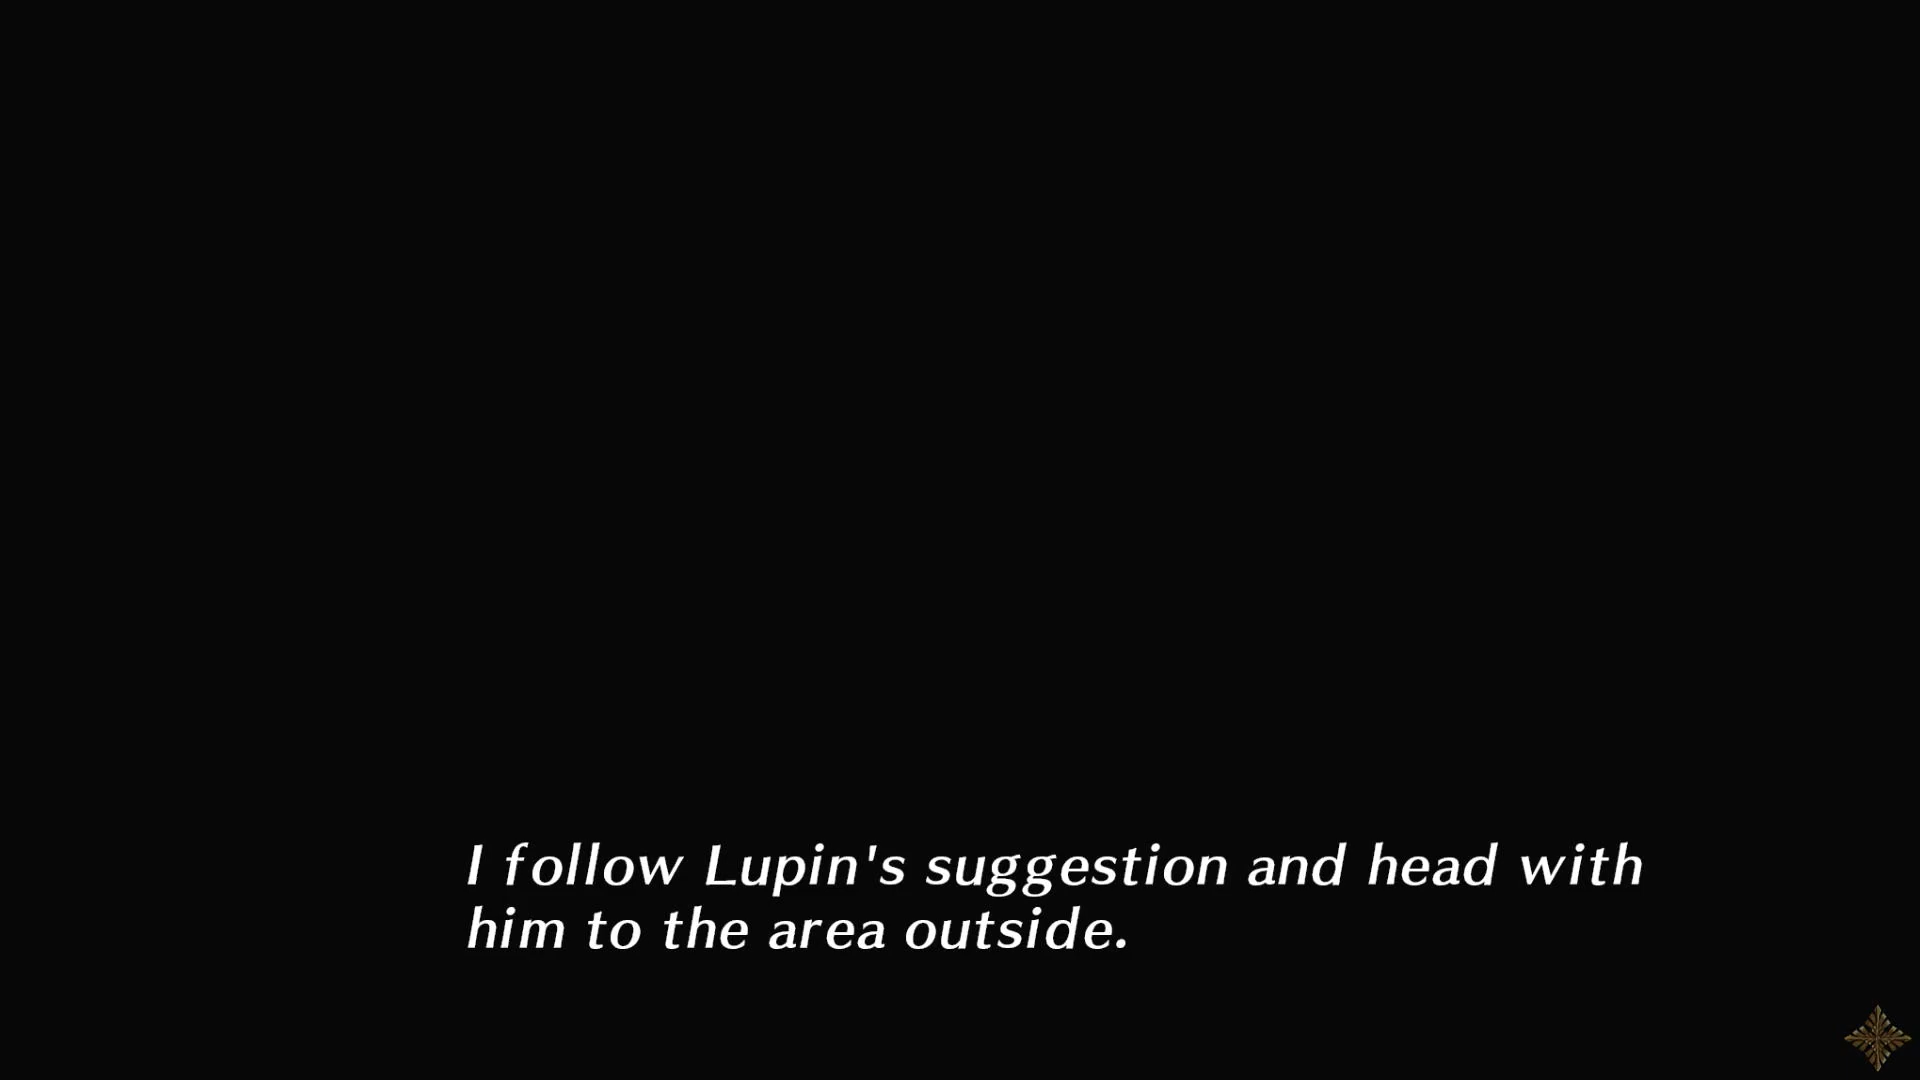 I follow Lupin's suggestion and head with
him to the area outside.